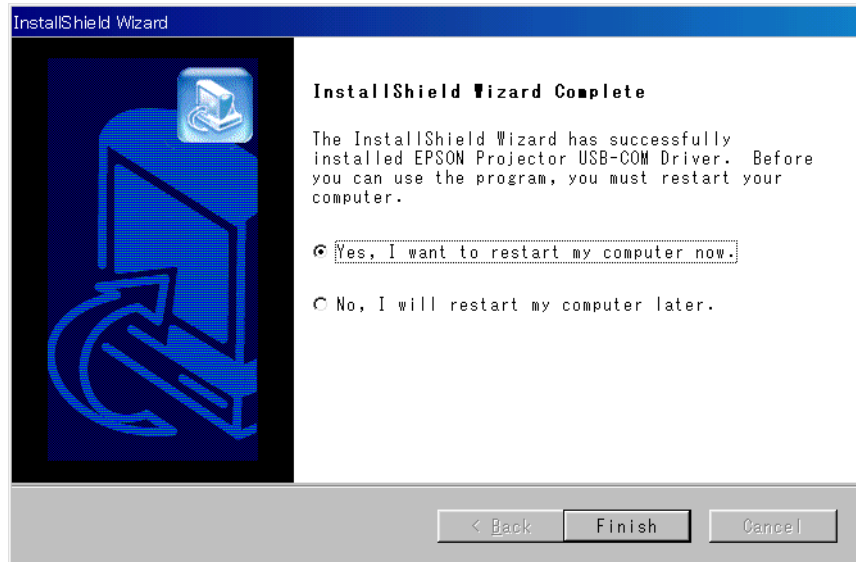 InstallShield Wizard
InstallShield Wizard Complete
The InstallShield Wizard has successfully
installed EPSON Projector USB-COM Driver.  Before
you can use the program, you must restart your
computer.
Yes, I want to restart my computer now.
No, I will restart my computer later.
< Back
Finish
Cancel